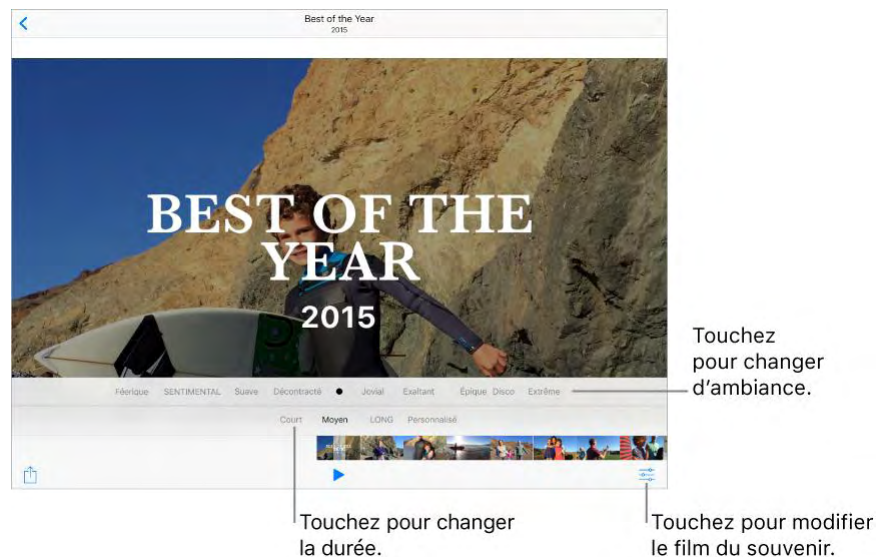 Best of the Year
2015
BEST OF THE
YEAR
2015
Féerique SENTIMENTAL Suave Décontracté Jovial Exaltant Épique Disco Extrême
Touchez
pour changer
d’ambiance.
Court Moyen LONG Personnalisé
Touchez pour changer
la durée.
Touchez pour modifier
le film du souvenir.